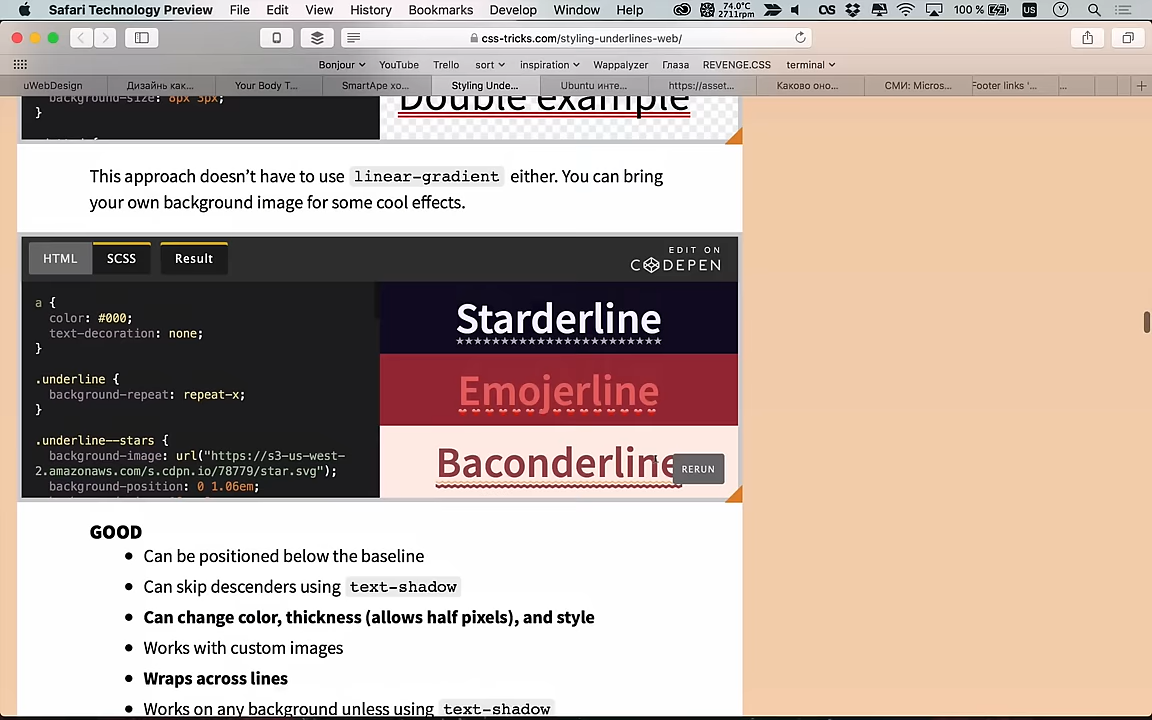 Safari Technology Preview File Edit View History Bookmarks Develop Window Help 74.0°C 2711rpm OS 100 % US
css-tricks.com/styling-underlines-web/
Bonjour YouTube Trello sort inspiration Wappalyzer Глаза REVENGE.CSS terminal
uWebDesign Дизайнь как... Your Body T... SmartApe хо... Styling Unde... Ubuntu инте... https://asset... Каково оно... СМИ: Micros... Footer links '... ...
background-size: 8px 3px;
}
Double example
This approach doesn’t have to use linear-gradient either. You can bring
your own background image for some cool effects.
HTML SCSS Result
EDIT ON
CODEPEN
a {
color: #000;
text-decoration: none;
}
.underline {
background-repeat: repeat-x;
}
.underline--stars {
background-image: url("https://s3-us-west-
2.amazonaws.com/s.cdpn.io/78779/star.svg");
background-position: 0 1.06em;
Starderline
Emojerline
Baconderline
RERUN
GOOD
Can be positioned below the baseline
Can skip descenders using text-shadow
Can change color, thickness (allows half pixels), and style
Works with custom images
Wraps across lines
Works on any background unless using text-shadow